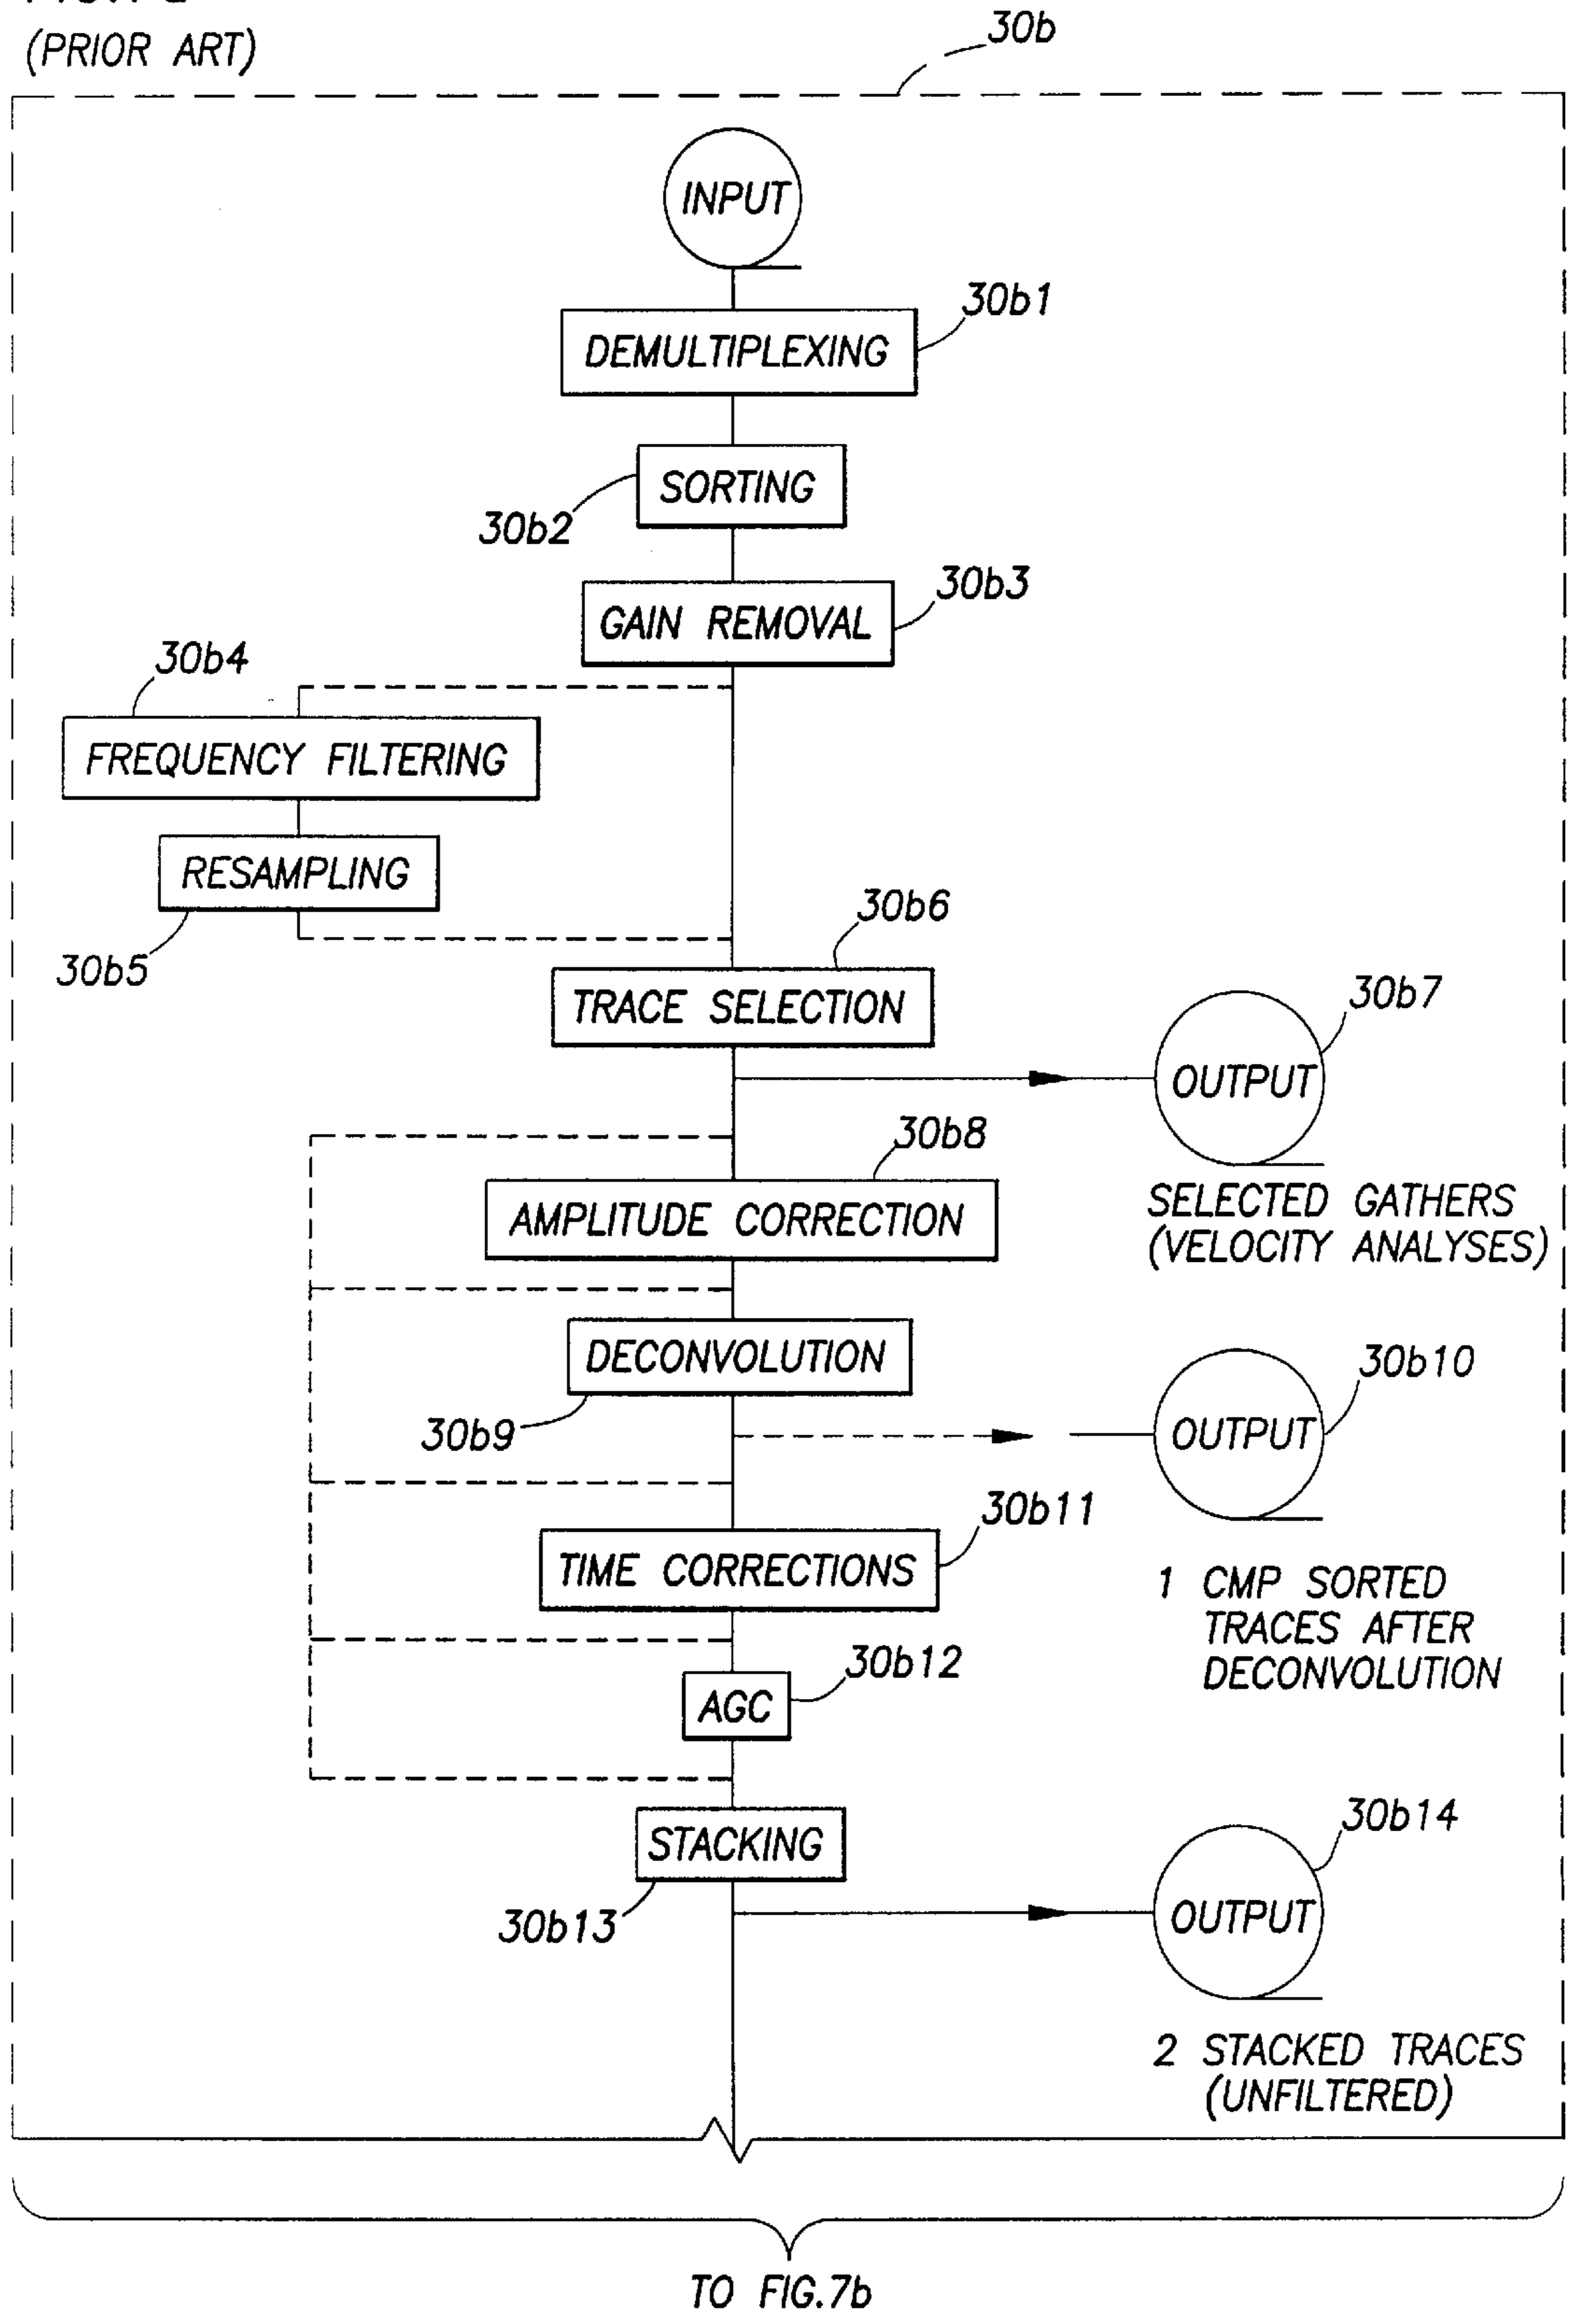 (PRIOR ART)
30b
INPUT
30b1
DEMULTIPLEXING
SORTING
30b2
30b3
GAIN REMOVAL
30b4
FREQUENCY FILTERING
RESAMPLING
30b5
30b6
TRACE SELECTION
30b7
OUTPUT
SELECTED GATHERS
(VELOCITY ANALYSES)
30b8
AMPLITUDE CORRECTION
DECONVOLUTION
30b9
30b10
OUTPUT
1 CMP SORTED
TRACES AFTER
DECONVOLUTION
30b11
TIME CORRECTIONS
30b12
AGC
STACKING
30b13
30b14
OUTPUT
2 STACKED TRACES
(UNFILTERED)
TO FIG.7b